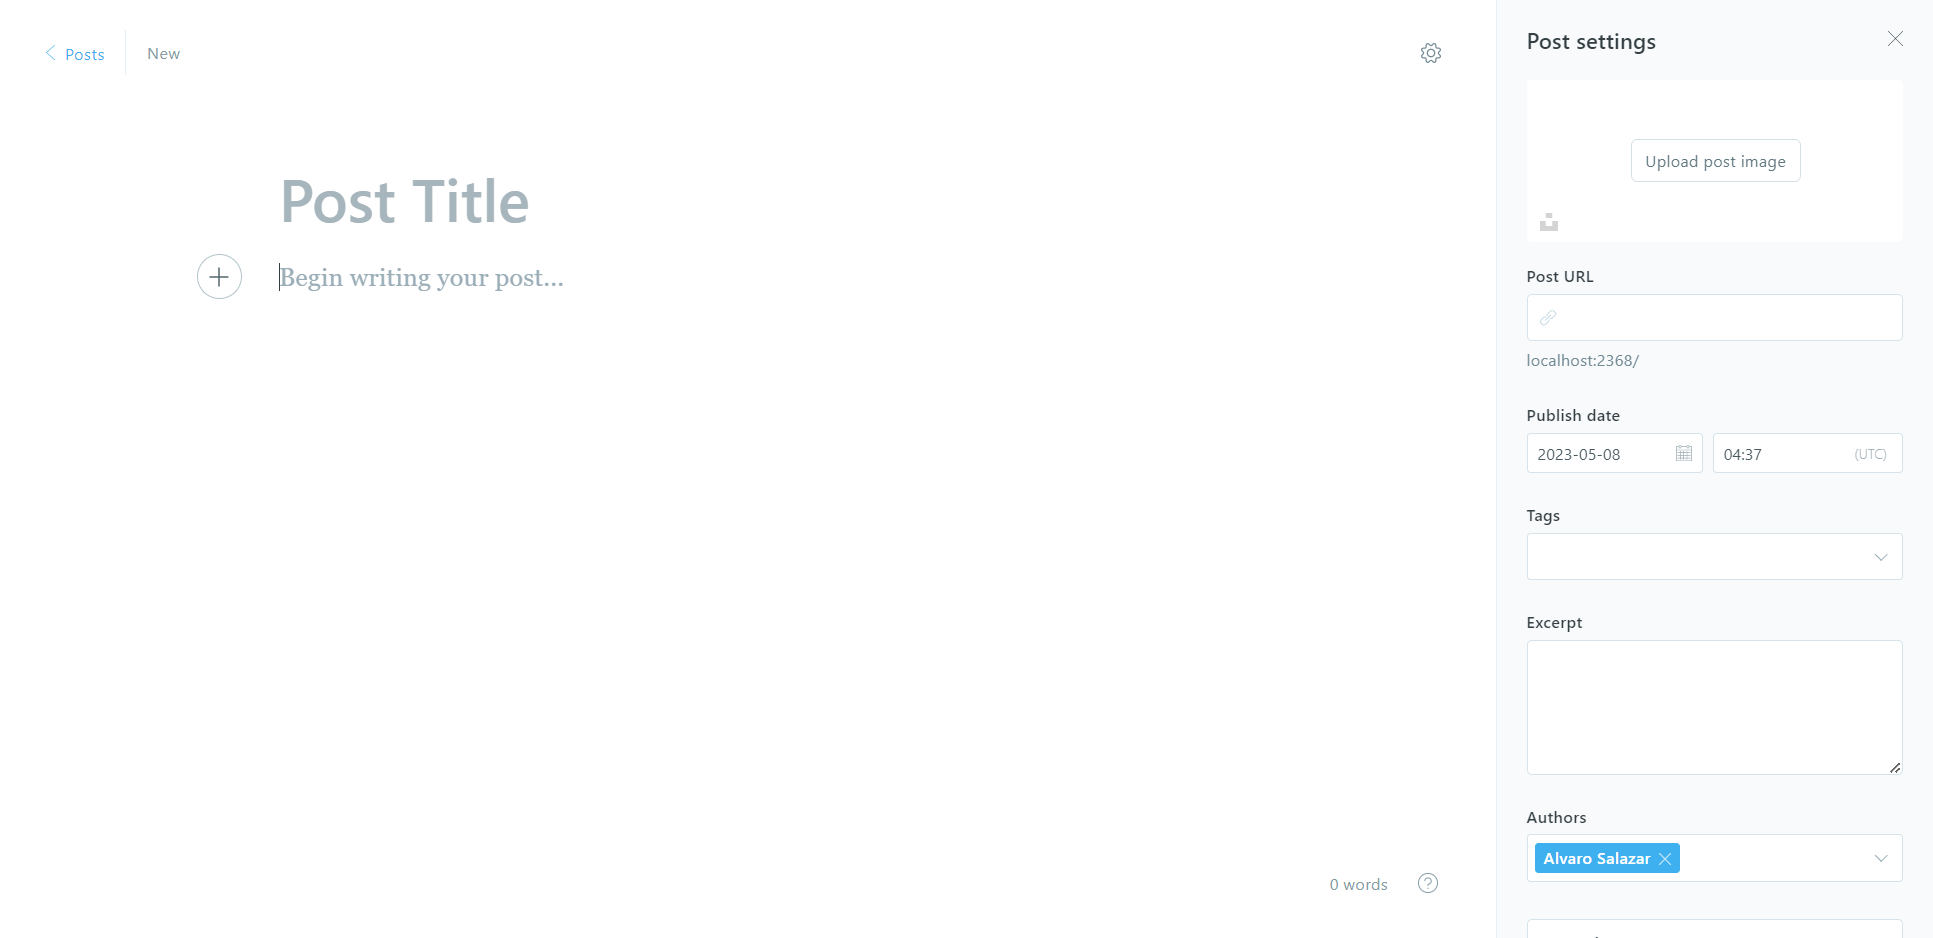 Posts
New
Post Title
Begin writing your post...
0 words
Post settings
Upload post image
Post URL
localhost:2368/
Publish date
2023-05-08
04:37 (UTC)
Tags
Excerpt
Authors
Alvaro Salazar